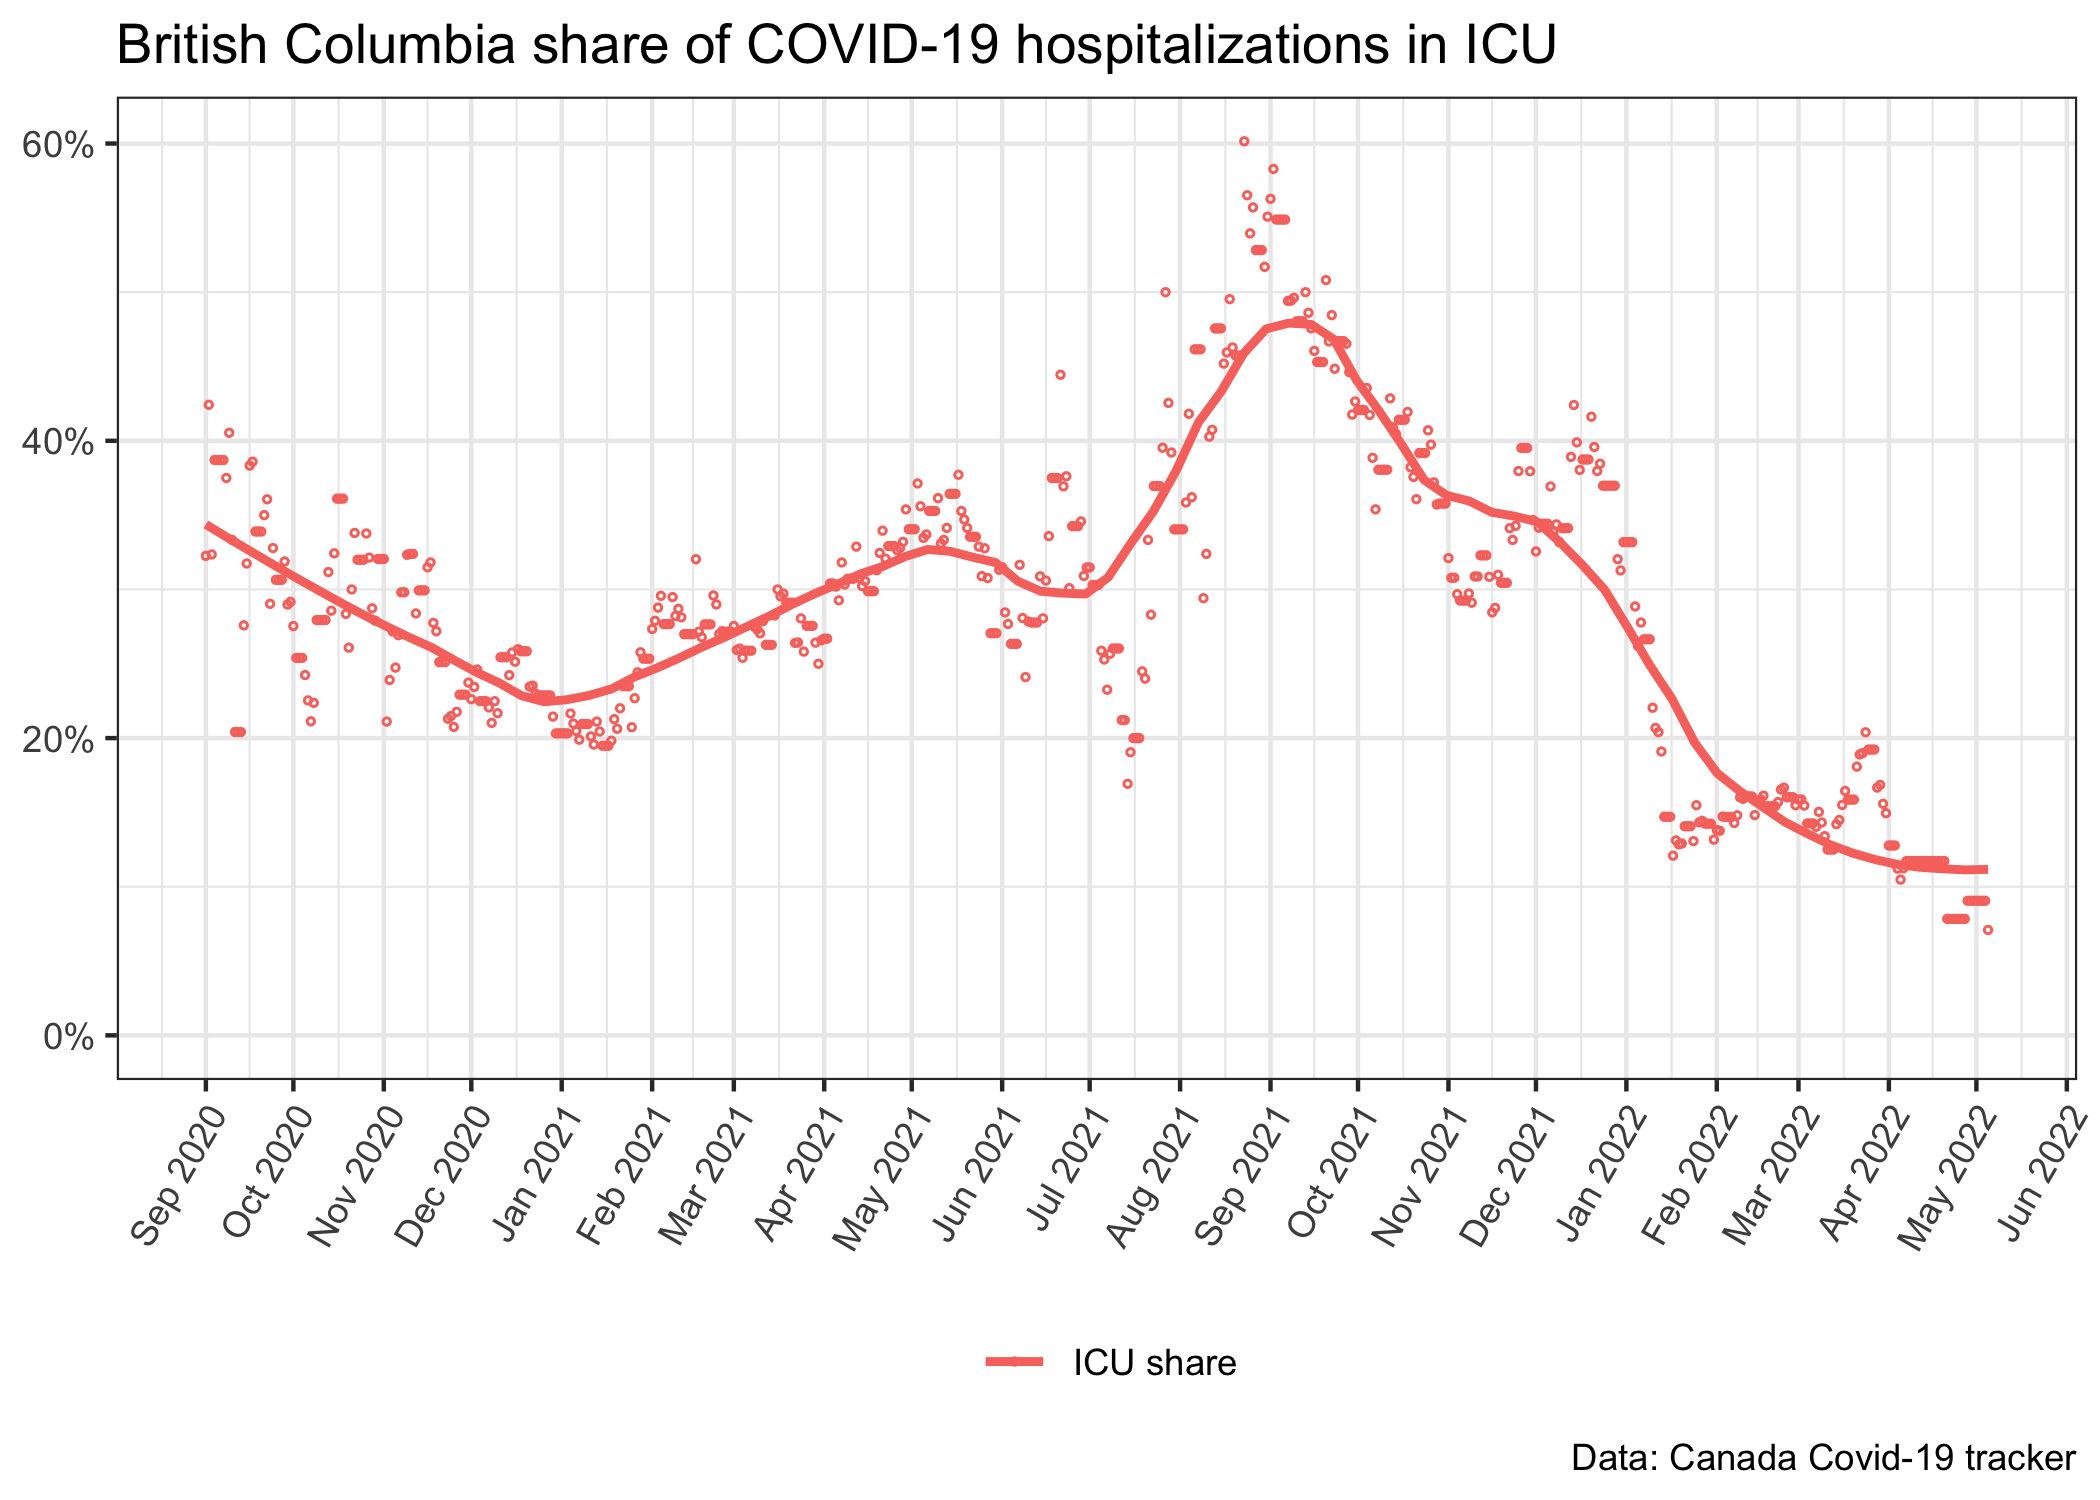 British Columbia share of COVID-19 hospitalizations in ICU
60%
40%
20%
0%
Sep 2020
Oct 2020
Nov 2020
Dec 2020
Jan 2021
Feb 2021
Mar 2021
Apr 2021
May 2021
Jun 2021
Jul 2021
Aug 2021
Sep 2021
Oct 2021
Nov 2021
Dec 2021
Jan 2022
Feb 2022
Mar 2022
Apr 2022
May 2022
Jun 2022
ICU share
Data: Canada Covid-19 tracker